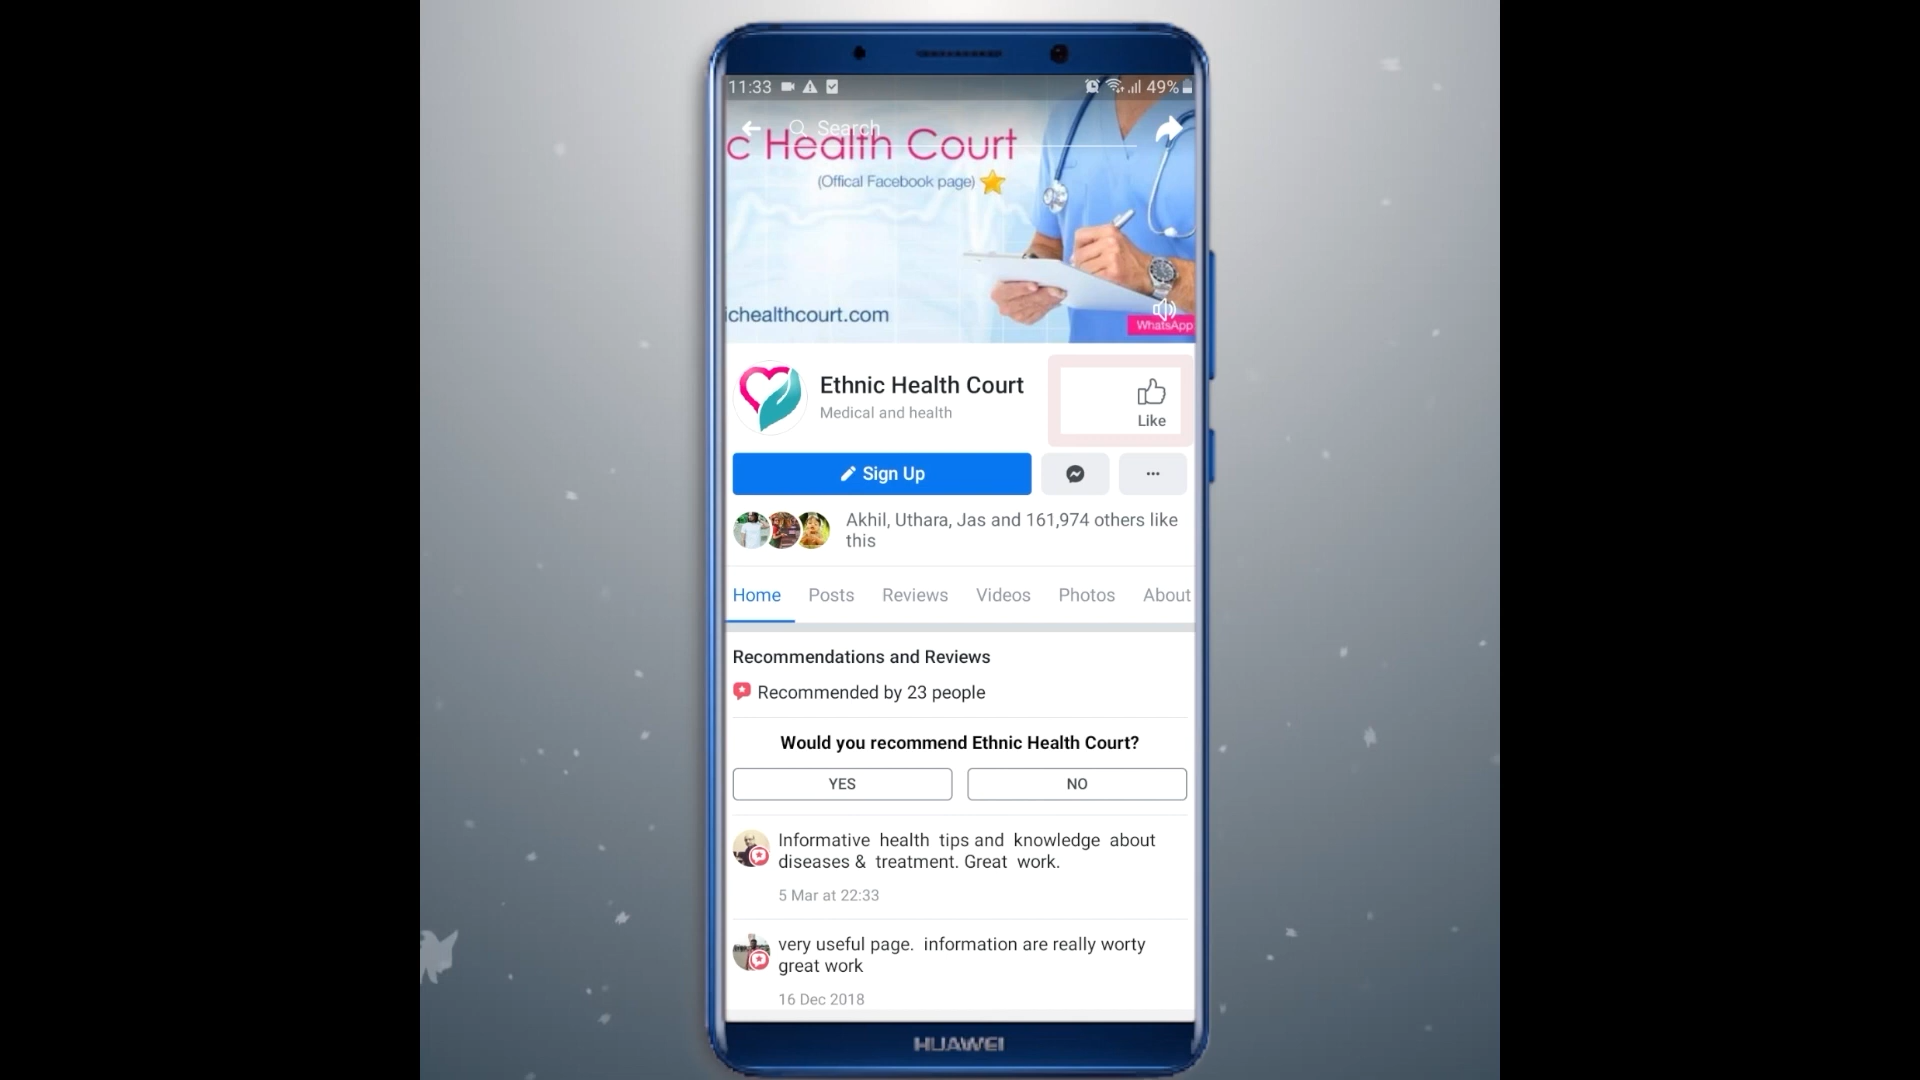 11:33
49%
Search
c Health Court
(Offical Facebook page)
ichealthcourt.com
WhatsApp
Ethnic Health Court
Medical and health
Like
Sign Up
Akhil, Uthara, Jas and 161,974 others like
this
Home Posts Reviews Videos Photos About
Recommendations and Reviews
Recommended by 23 people
Would you recommend Ethnic Health Court?
YES NO
Informative health tips and knowledge about
diseases & treatment. Great work.
5 Mar at 22:33
very useful page. information are really worty
great work
16 Dec 2018
HUAWEI